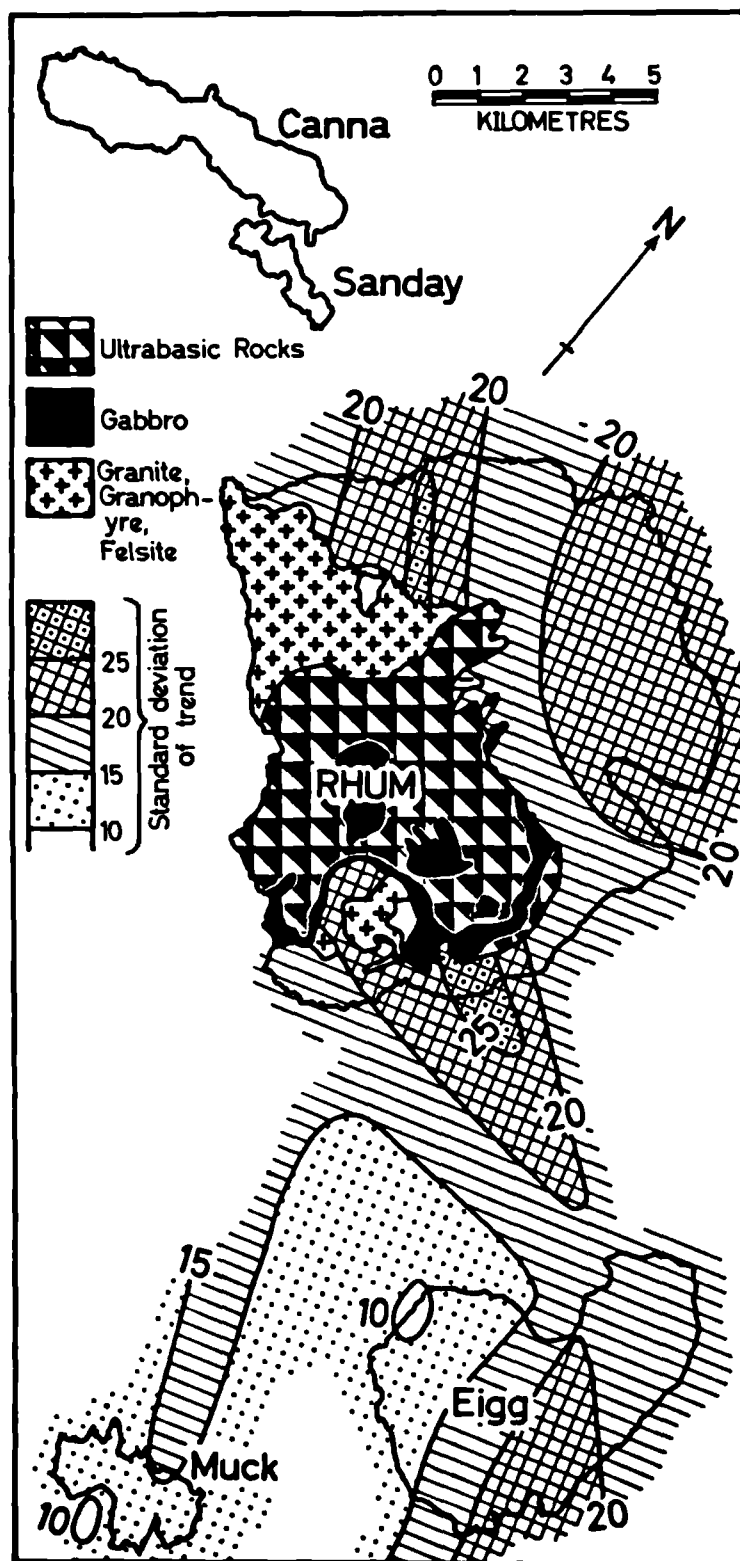 0 1 2 3 4 5
KILOMETRES
Canna
Sanday
N
Ultrabasic Rocks
Gabbro
Granite,
Granoph-
yre,
Felsite
25
20
15
10
Standard deviation
of trend
20
20
20
RHUM
20
25
20
15
10
Eigg
Muck
10
20